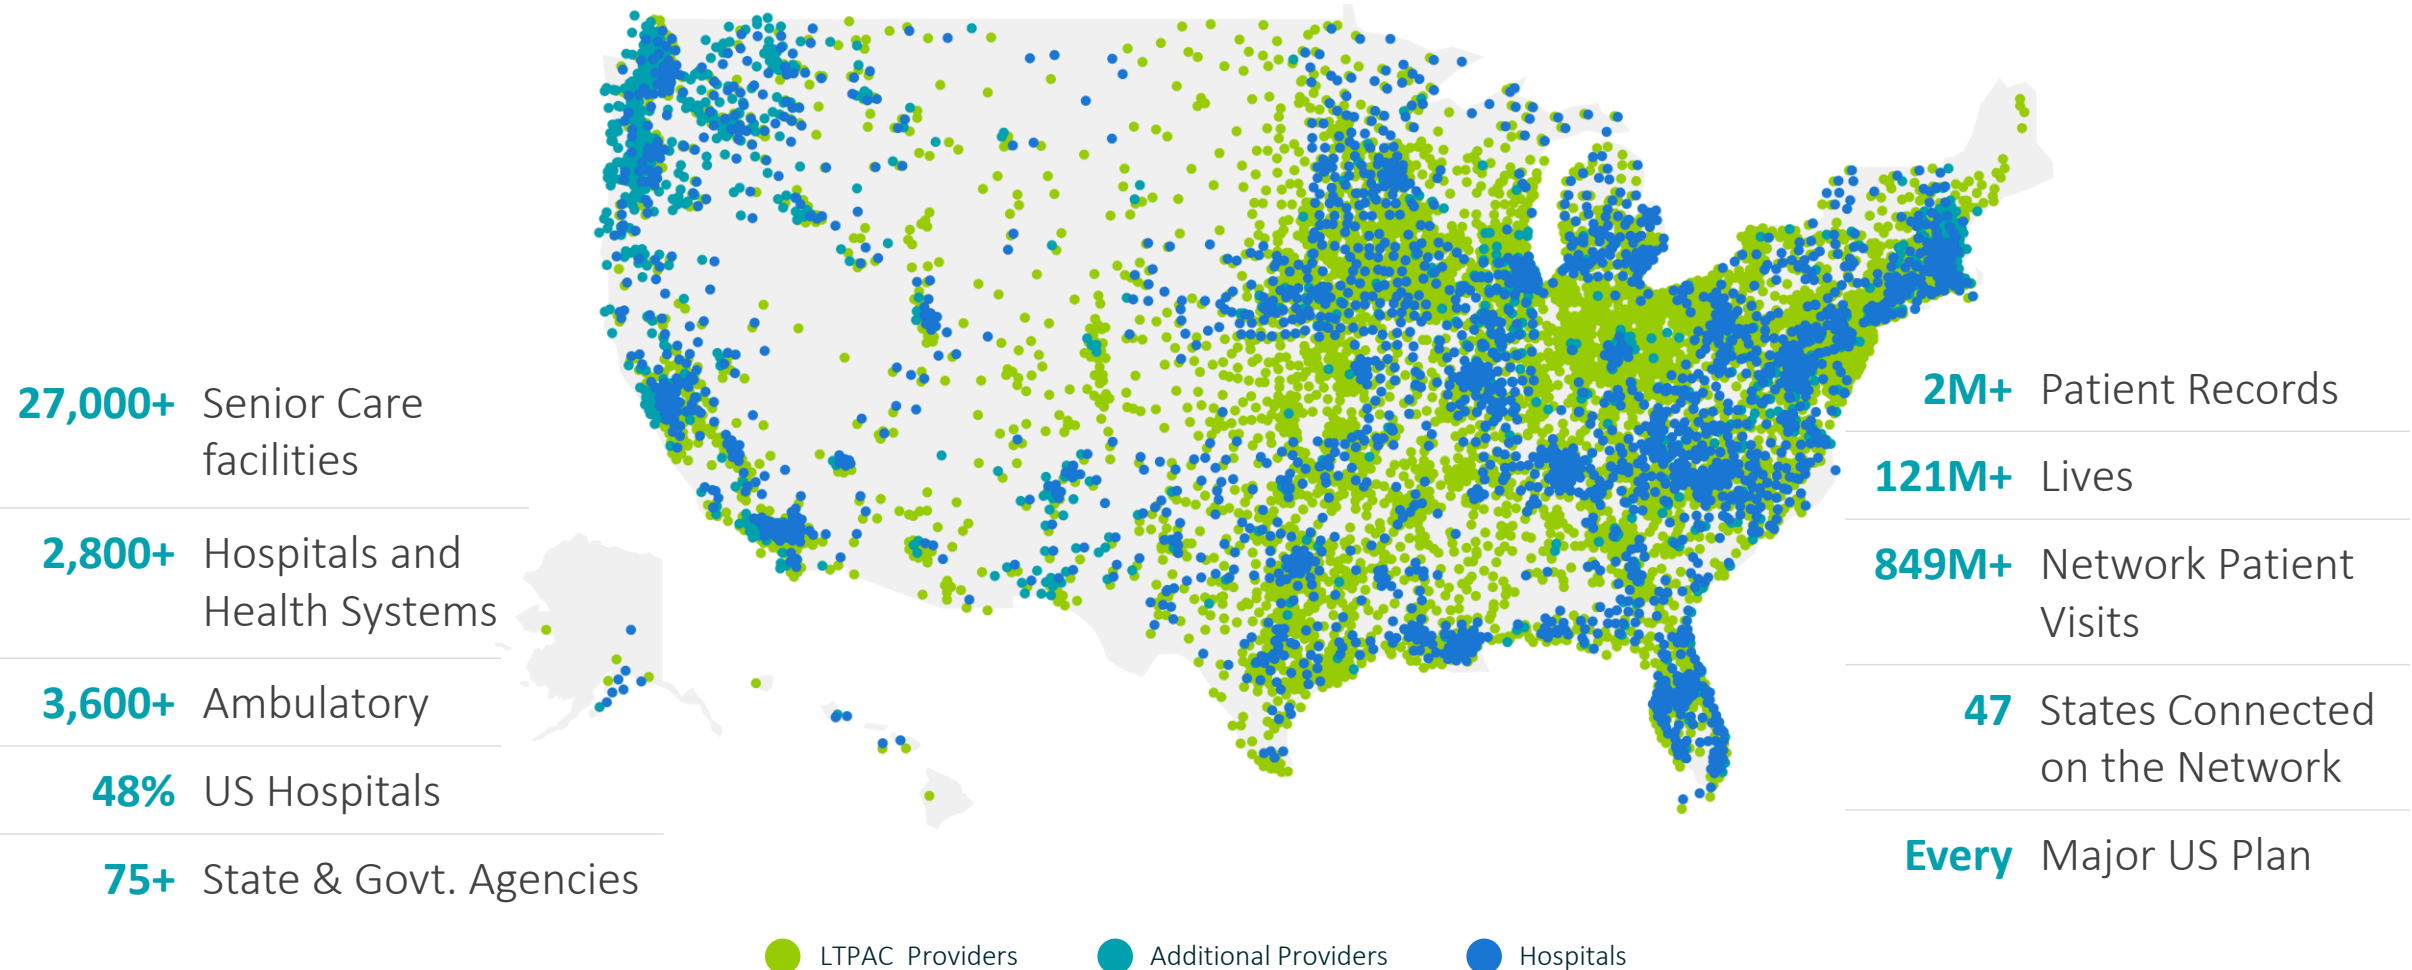 27,000+ Senior Care
facilities
2,800+ Hospitals and
Health Systems
3,600+ Ambulatory
48% US Hospitals
75+ State & Govt. Agencies
2M+ Patient Records
121M+ Lives
849M+ Network Patient
Visits
47 States Connected
on the Network
Every Major US Plan
LTPAC Providers
Additional Providers
Hospitals